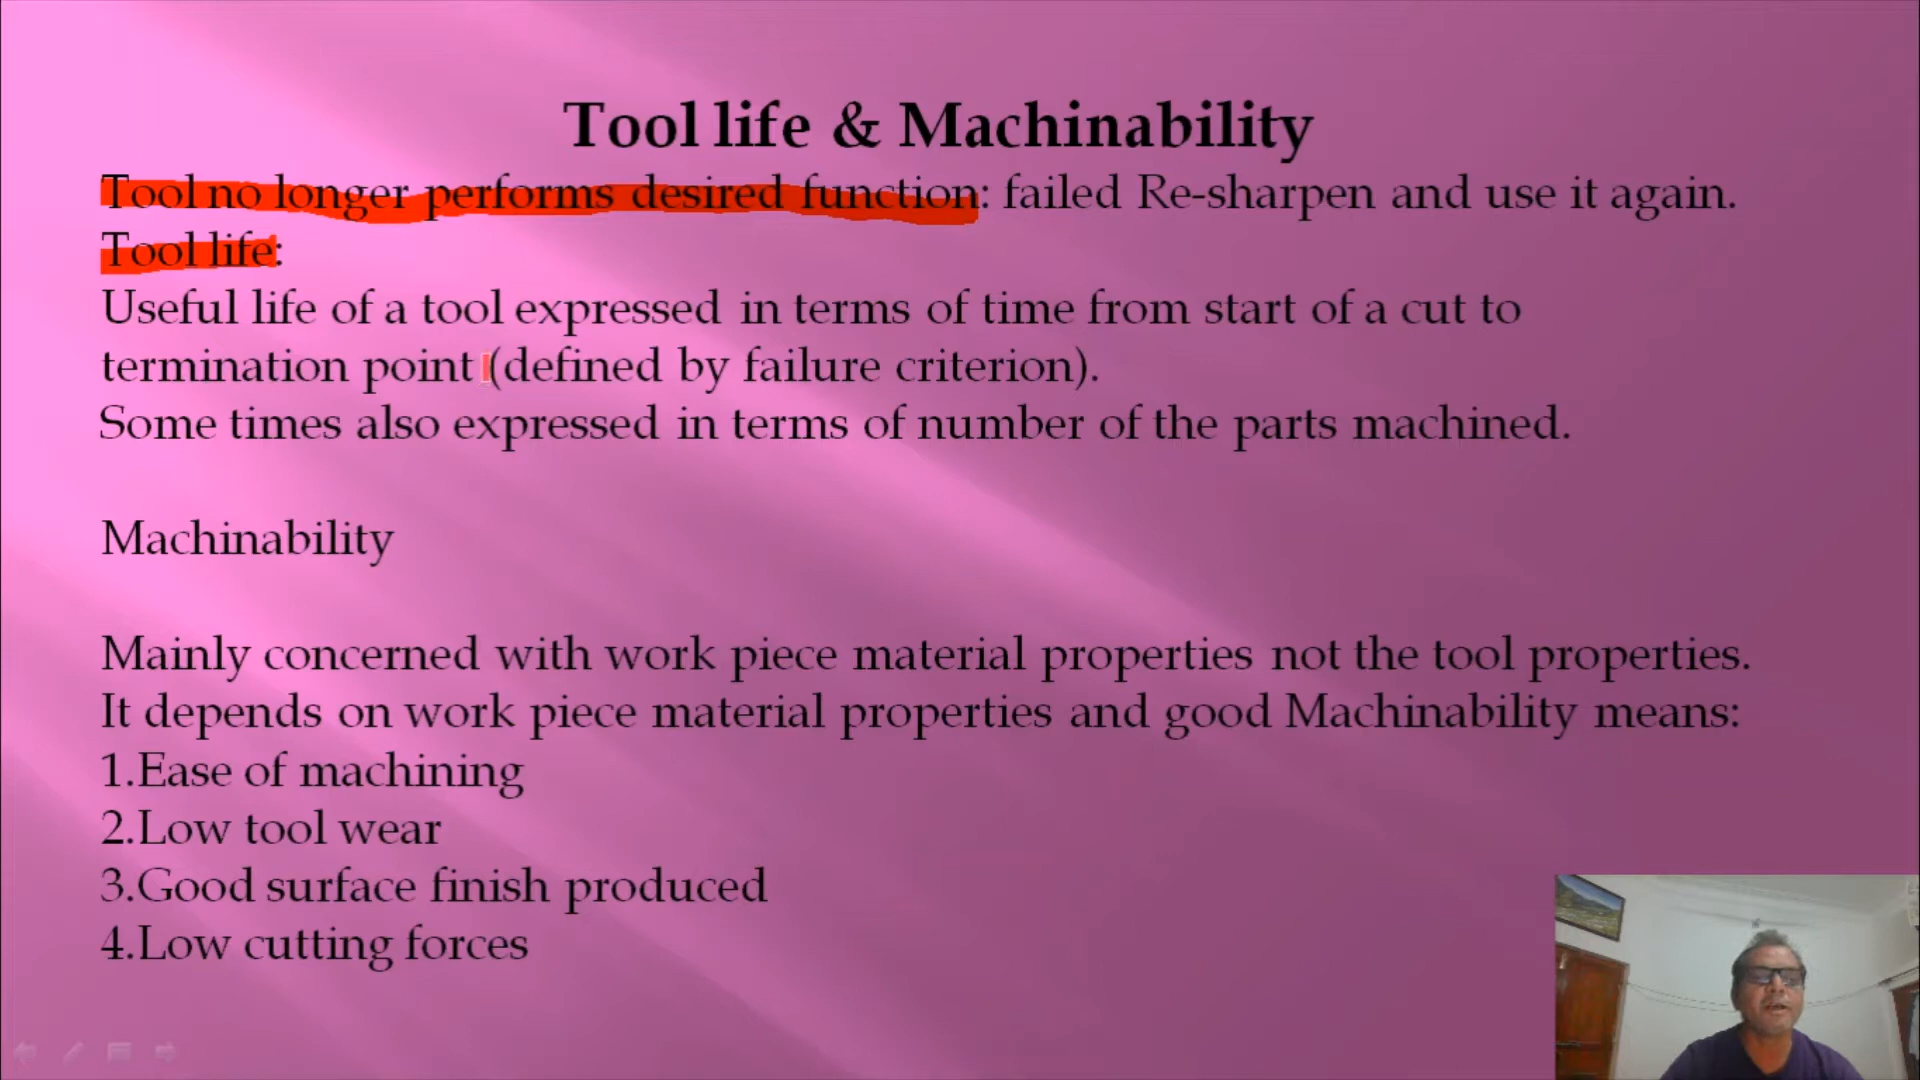 Tool life & Machinability
Tool no longer performs desired function: failed Re-sharpen and use it again.
Tool life:
Useful life of a tool expressed in terms of time from start of a cut to
termination point (defined by failure criterion).
Some times also expressed in terms of number of the parts machined.
Machinability
Mainly concerned with work piece material properties not the tool properties.
It depends on work piece material properties and good Machinability means:
1.Ease of machining
2.Low tool wear
3.Good surface finish produced
4.Low cutting forces